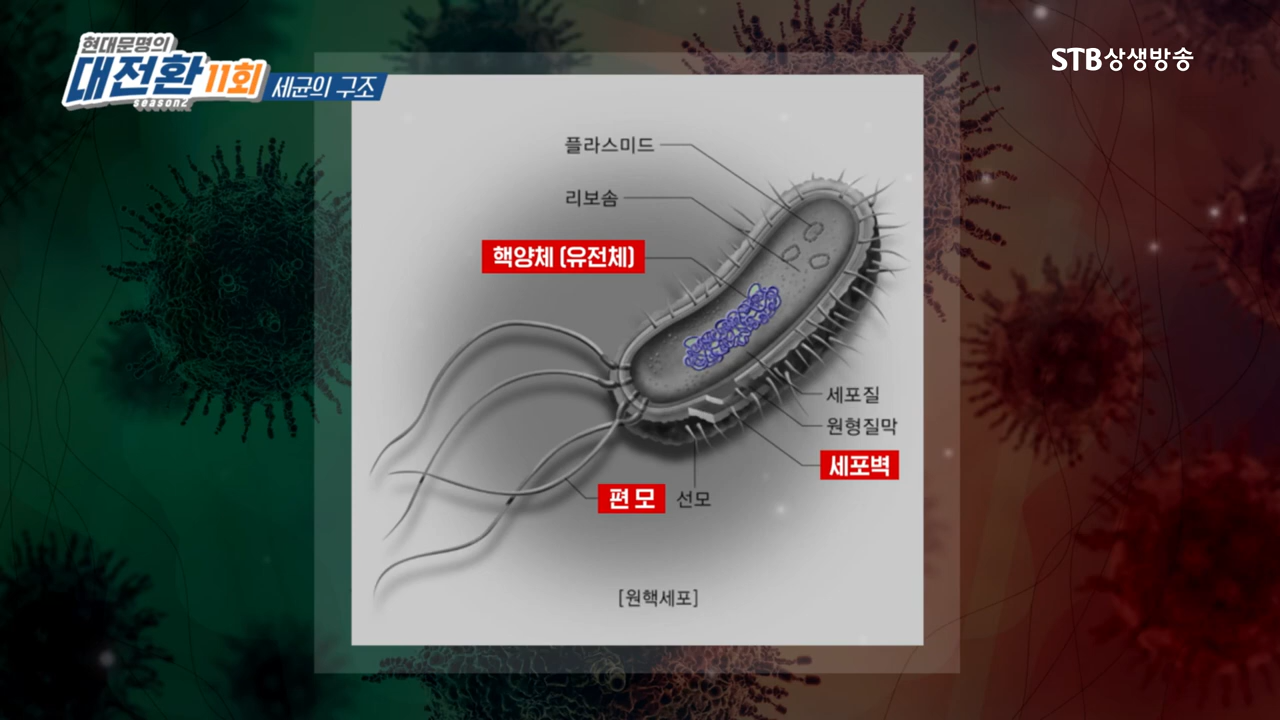 현대문명의
대전환 11회
season2
세균의 구조
STB상생방송
플라스미드
리보솜
핵양체 (유전체)
세포질
원형질막
세포벽
편모
선모
[원핵세포]